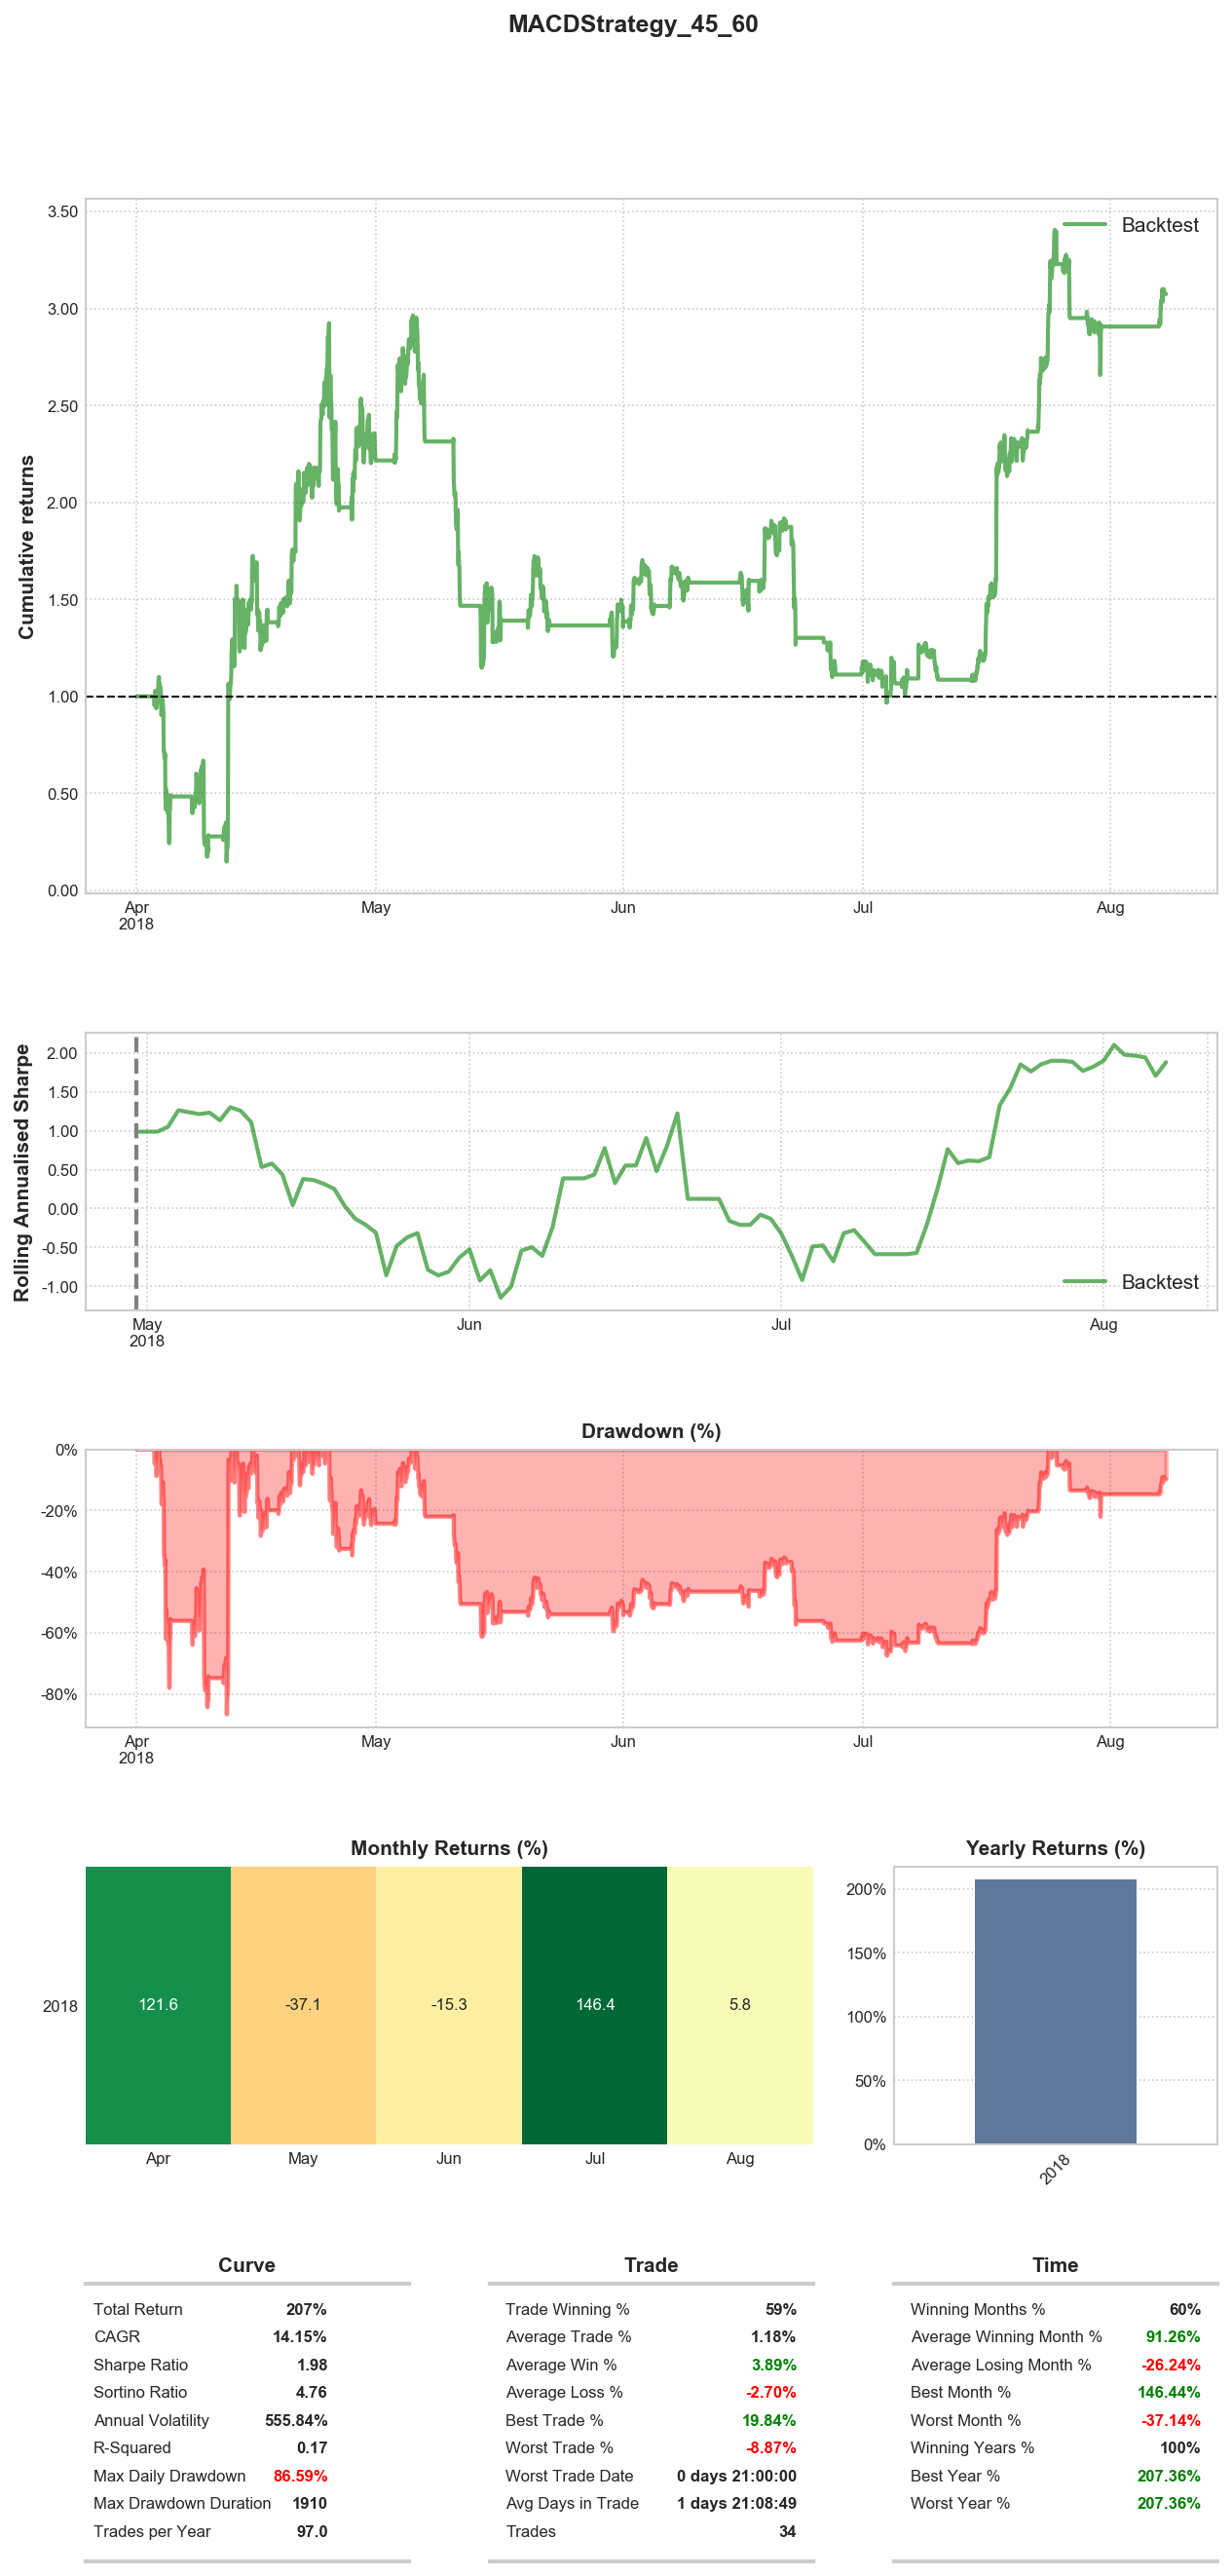 MACDStrategy_45_60
Cumulative returns
3.50
3.00
2.50
2.00
1.50
1.00
0.50
0.00
Backtest
Apr May Jun Jul Aug
2018
Rolling Annualised Sharpe
2.00
1.50
1.00
0.50
0.00
-0.50
-1.00
Backtest
May Jun Jul Aug
2018
Drawdown (%)
0%
-20%
-40%
-60%
-80%
Apr May Jun Jul Aug
2018
Monthly Returns (%)
2018 121.6 -37.1 -15.3 146.4 5.8
Apr May Jun Jul Aug
Yearly Returns (%)
200%
150%
100%
50%
0%
2018
Curve
Total Return 207%
CAGR 14.15%
Sharpe Ratio 1.98
Sortino Ratio 4.76
Annual Volatility 555.84%
R-Squared 0.17
Max Daily Drawdown 86.59%
Max Drawdown Duration 1910
Trades per Year 97.0
Trade
Trade Winning % 59%
Average Trade % 1.18%
Average Win % 3.89%
Average Loss % -2.70%
Best Trade % 19.84%
Worst Trade % -8.87%
Worst Trade Date 0 days 21:00:00
Avg Days in Trade 1 days 21:08:49
Trades 34
Time
Winning Months % 60%
Average Winning Month % 91.26%
Average Losing Month % -26.24%
Best Month % 146.44%
Worst Month % -37.14%
Winning Years % 100%
Best Year % 207.36%
Worst Year % 207.36%